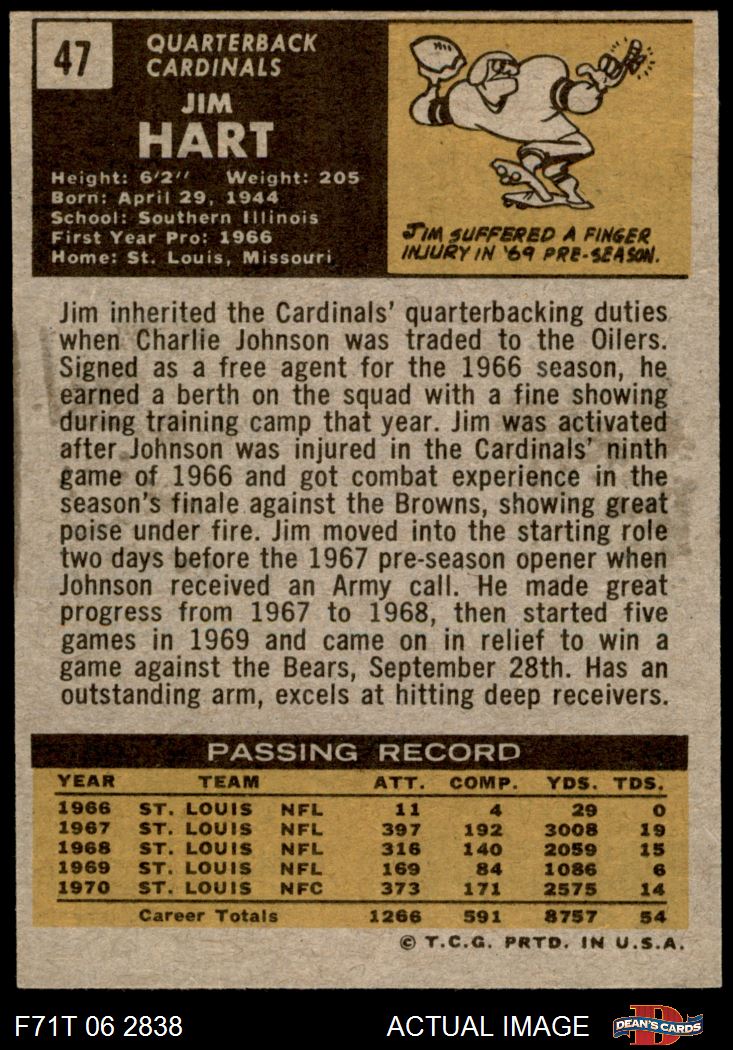 47
QUARTERBACK
CARDINALS
JIM
HART
Height: 6'2" Weight: 205
Born: April 29, 1944
School: Southern Illinois
First Year Pro: 1966
Home: St. Louis, Missouri
JIM SUFFERED A FINGER
INJURY IN '69 PRE-SEASON.
Jim inherited the Cardinals' quarterbacking duties
when Charlie Johnson was traded to the Oilers.
Signed as a free agent for the 1966 season, he
earned a berth on the squad with a fine showing
during training camp that year. Jim was activated
after Johnson was injured in the Cardinals' ninth
game of 1966 and got combat experience in the
season's finale against the Browns, showing great
poise under fire. Jim moved into the starting role
two days before the 1967 pre-season opener when
Johnson received an Army call. He made great
progress from 1967 to 1968, then started five
games in 1969 and came on in relief to win a
game against the Bears, September 28th. Has an
outstanding arm, excels at hitting deep receivers.
PASSING RECORD
YEAR TEAM ATT. COMP. YDS. TDS.
1966 ST. LOUIS NFL 11 4 29 0
1967 ST. LOUIS NFL 397 192 3008 19
1968 ST. LOUIS NFL 316 140 2059 15
1969 ST. LOUIS NFL 169 84 1086 6
1970 ST. LOUIS NFC 373 171 2575 14
Career Totals 1266 591 8757 54
© T.C.G. PRTD. IN U.S.A.
F71T 06 2838 ACTUAL IMAGE D DEAN'S CARDS